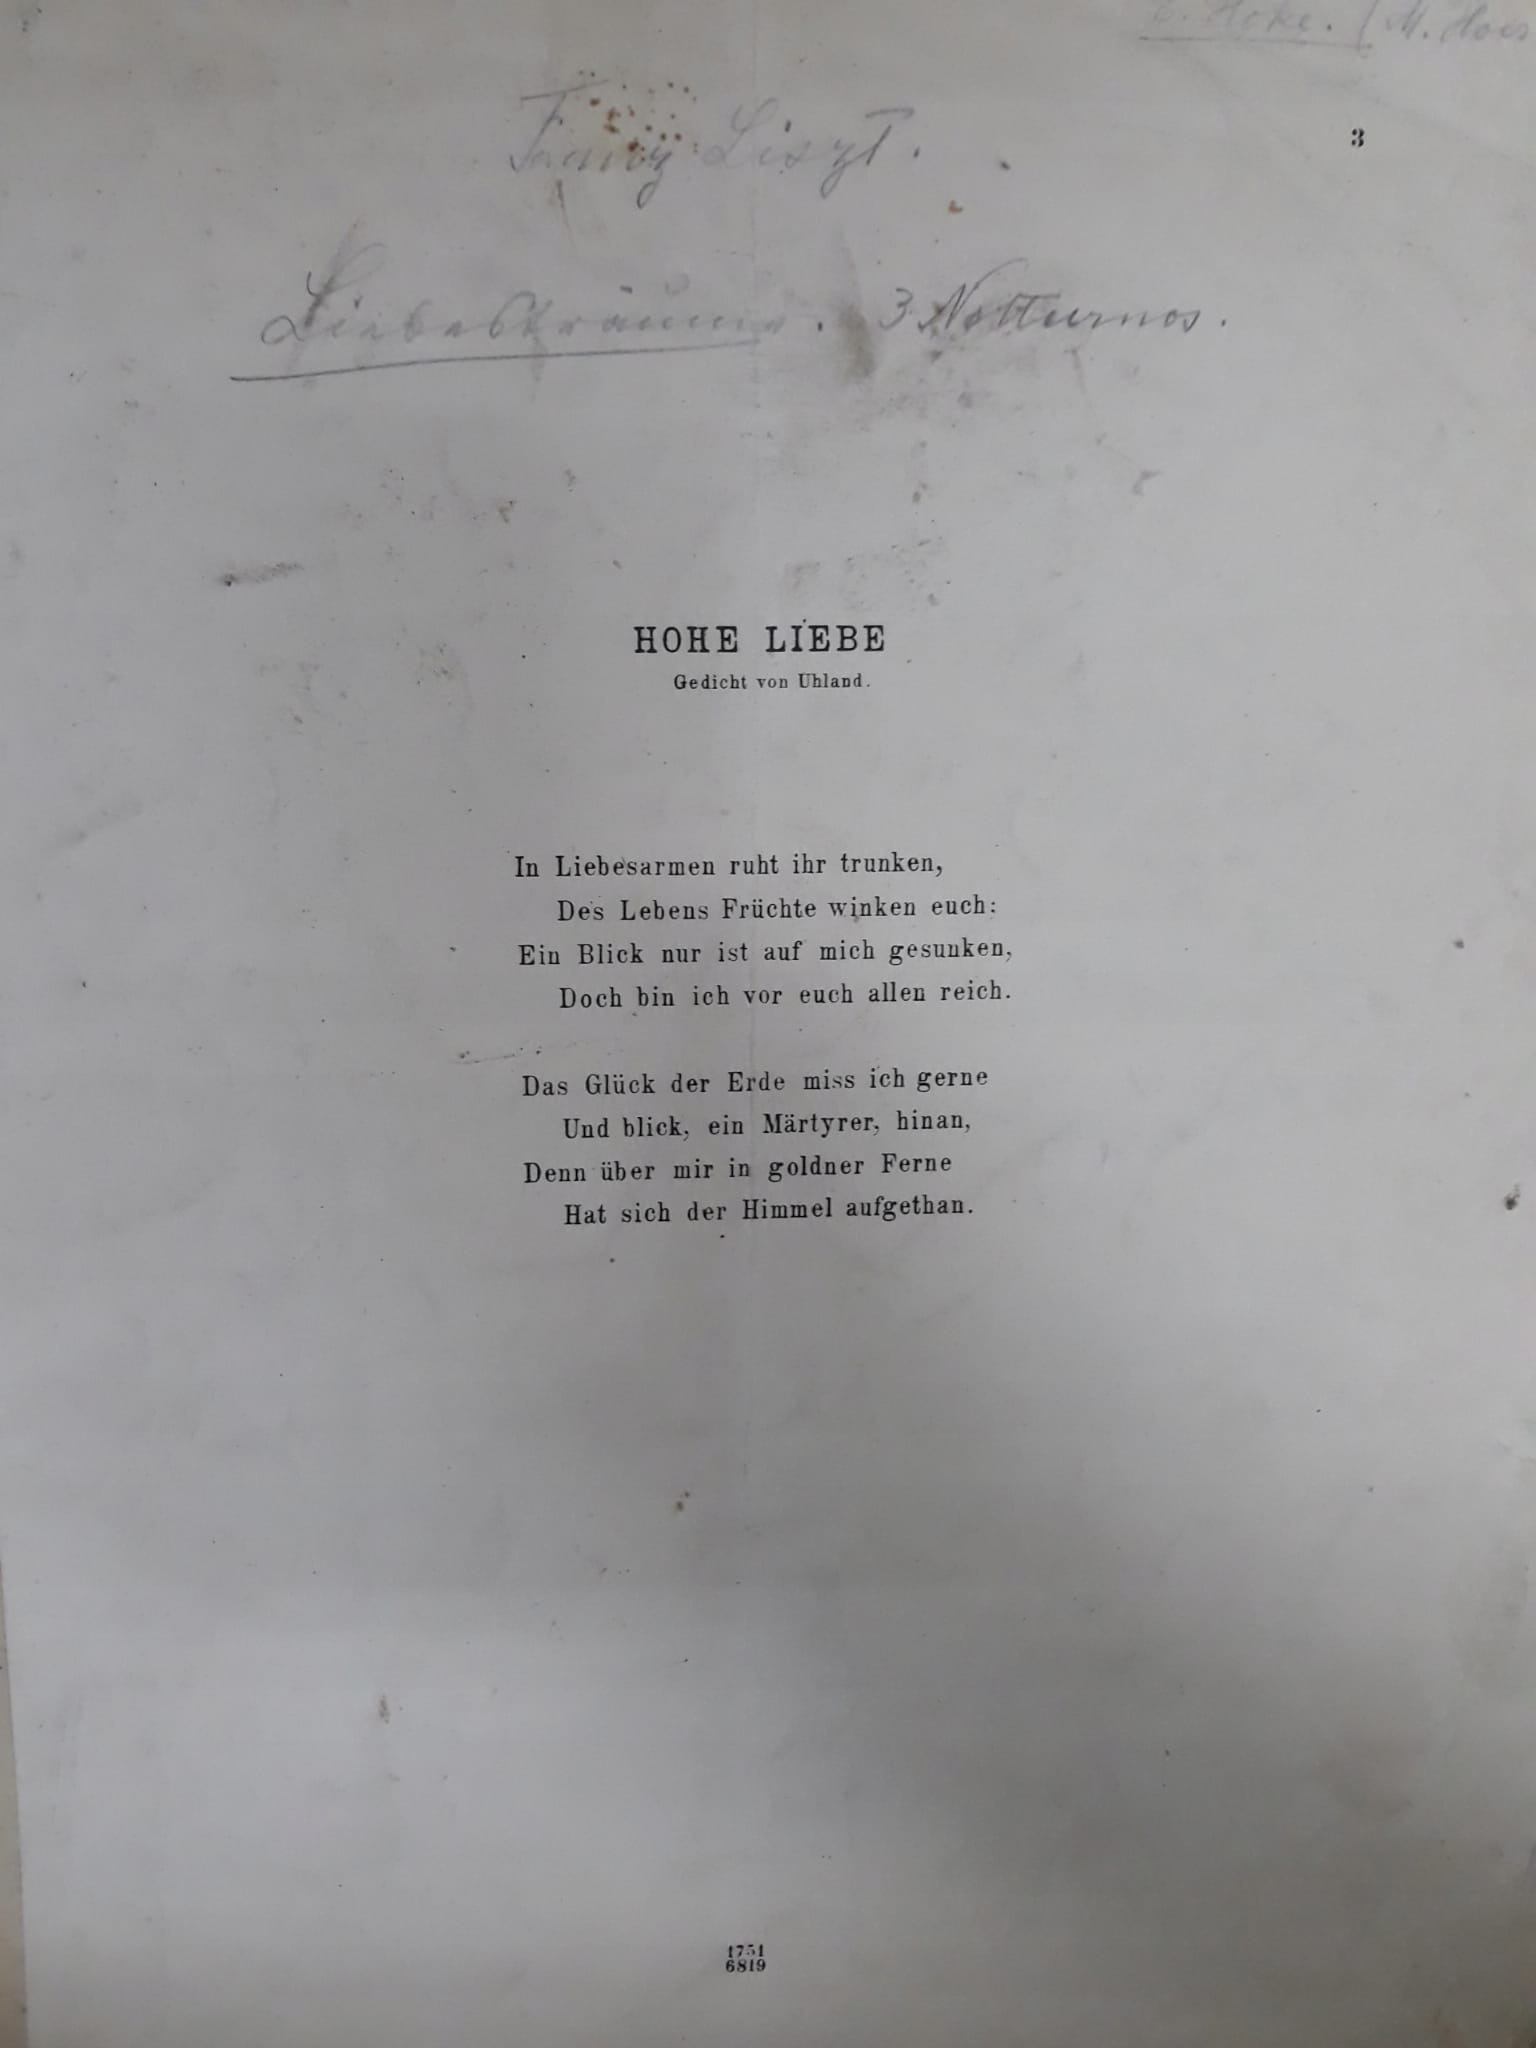 Hoke. M. Hoes
Franz Liszt.
3
Liebesträume. 3 Notturnos.
HOHE LIEBE
Gedicht von Uhland.
In Liebesarmen ruht ihr trunken,
Des Lebens Früchte winken euch:
Ein Blick nur ist auf mich gesunken,
Doch bin ich vor euch allen reich.
Das Glück der Erde miss ich gerne
Und blick, ein Märtyrer, hinan,
Denn über mir in goldner Ferne
Hat sich der Himmel aufgethan.
1751
6819